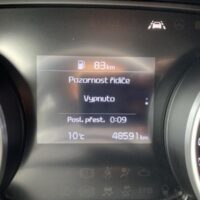 83 km
Pozornost řidiče
Vypnuto
Posl. přest. 0:09
10°C 48591 km